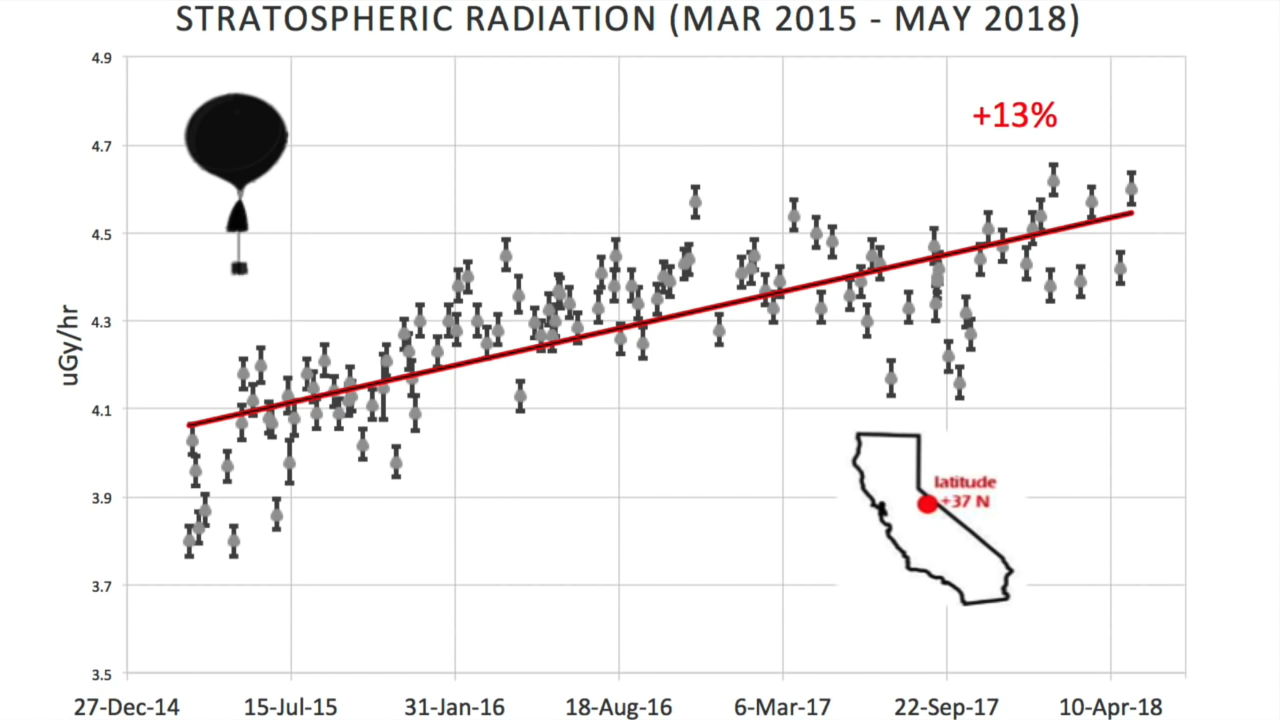 STRATOSPHERIC RADIATION (MAR 2015 - MAY 2018)
4.9
+13%
4.7
4.5
4.3
uGy/hr
4.1
latitude
+37 N
3.9
3.7
3.5
27-Dec-14 15-Jul-15 31-Jan-16 18-Aug-16 6-Mar-17 22-Sep-17 10-Apr-18